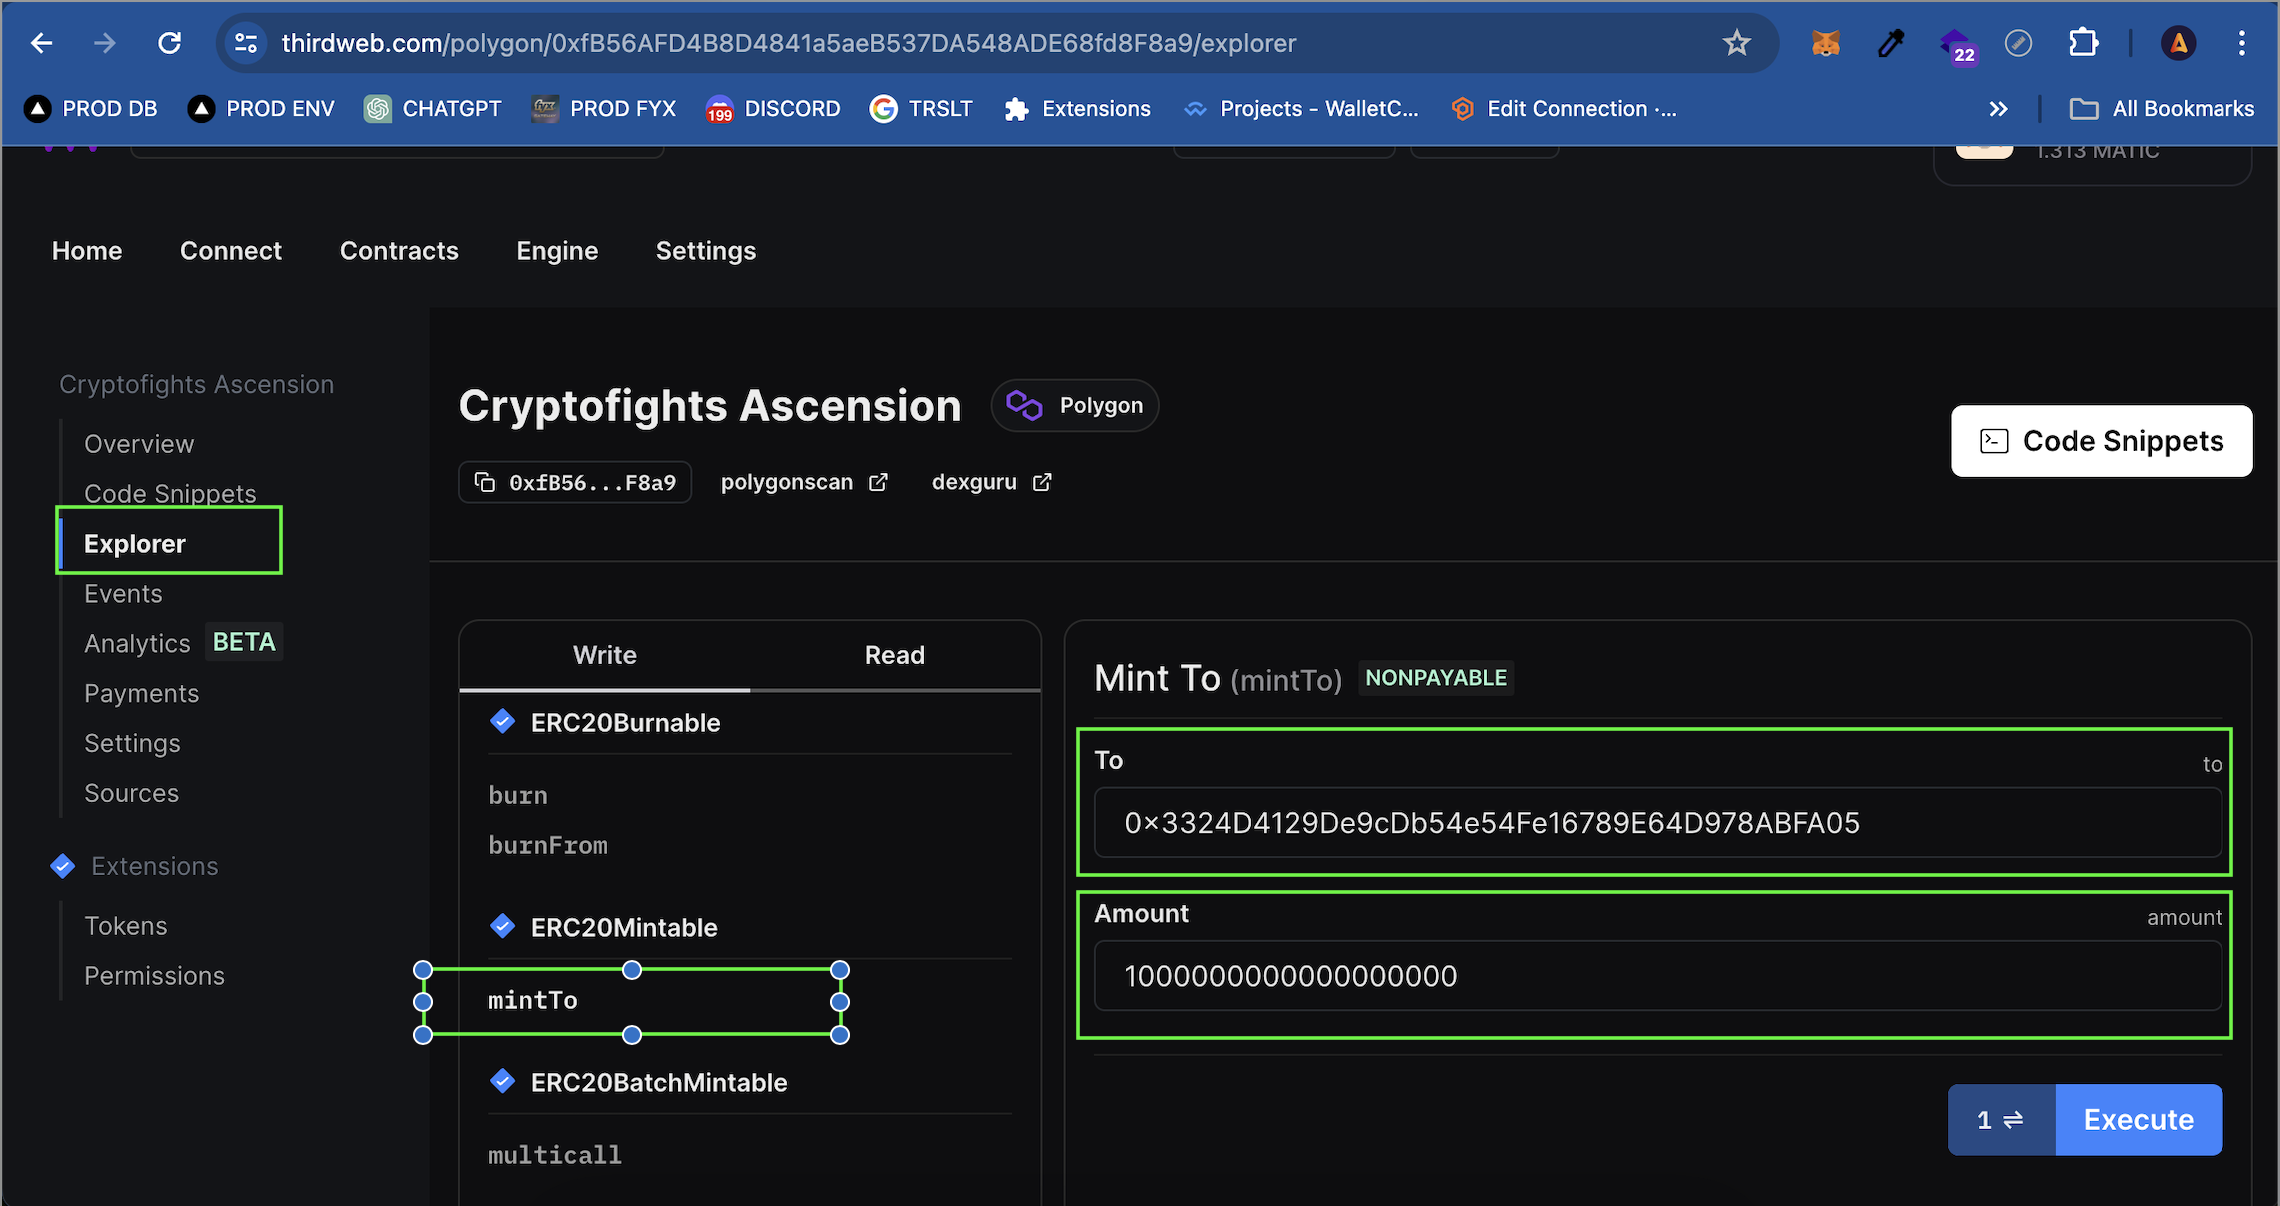 thirdweb.com/polygon/0xfB56AFD4B8D4841a5aeB537DA548ADE68fd8F8a9/explorer
22
PROD DB
PROD ENV
CHATGPT
PROD FYX
199
DISCORD
TRSLT
Extensions
Projects - WalletC...
Edit Connection ·...
All Bookmarks
1.313 MATIC
Home
Connect
Contracts
Engine
Settings
Cryptofights Ascension
Overview
Code Snippets
Explorer
Events
Analytics BETA
Payments
Settings
Sources
Extensions
Tokens
Permissions
Cryptofights Ascension
Polygon
0xfB56...F8a9
polygonscan
dexguru
Code Snippets
Write
Read
ERC20Burnable
burn
burnFrom
ERC20Mintable
mintTo
ERC20BatchMintable
multicall
Mint To (mintTo) NONPAYABLE
To
to
0x3324D4129De9cDb54e54Fe16789E64D978ABFA05
Amount
amount
1000000000000000000
1
Execute